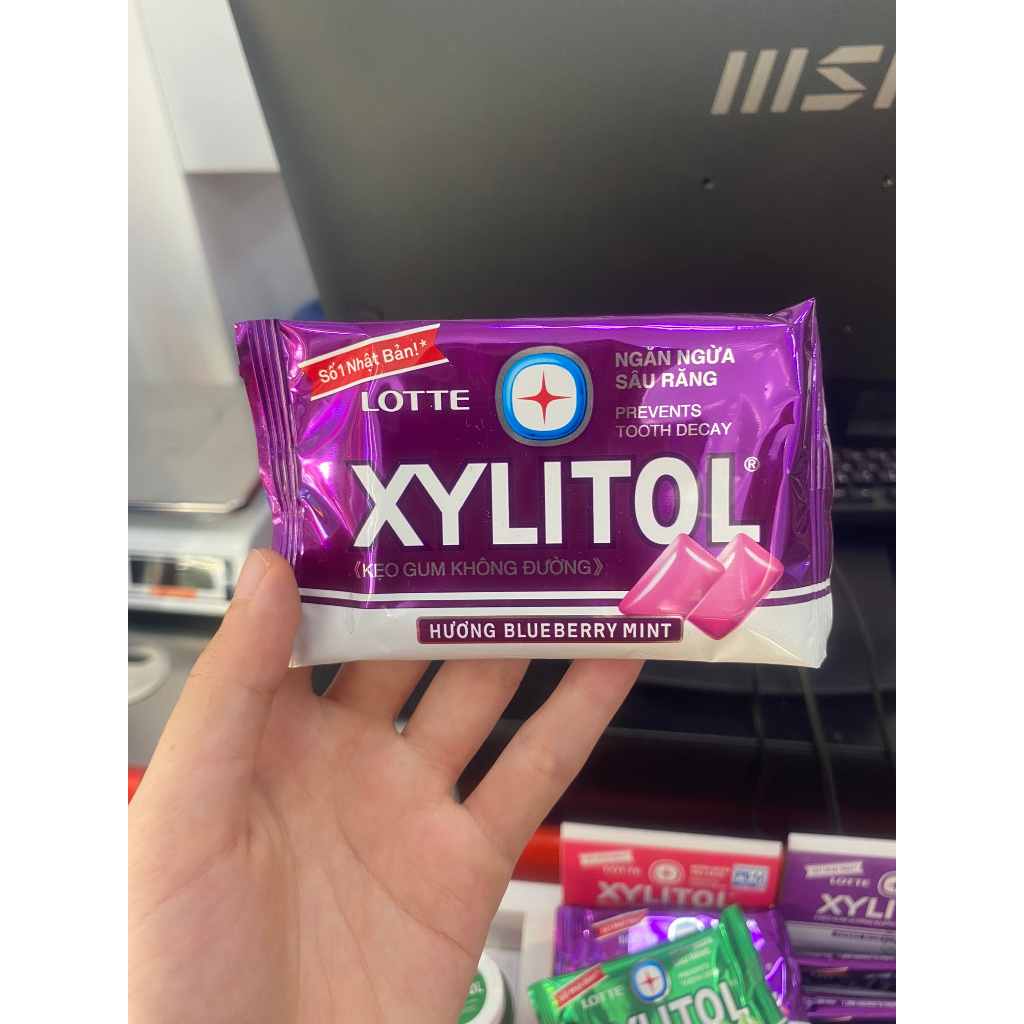 msi
Số 1 Nhật Bản!*
LOTTE
NGĂN NGỪA
SÂU RĂNG
PREVENTS
TOOTH DECAY
XYLITOL®
《KẸO GUM KHÔNG ĐƯỜNG》
HƯƠNG BLUEBERRY MINT
XYLITOL
LOTTE
XYLI
LOTTE
XYLITOL